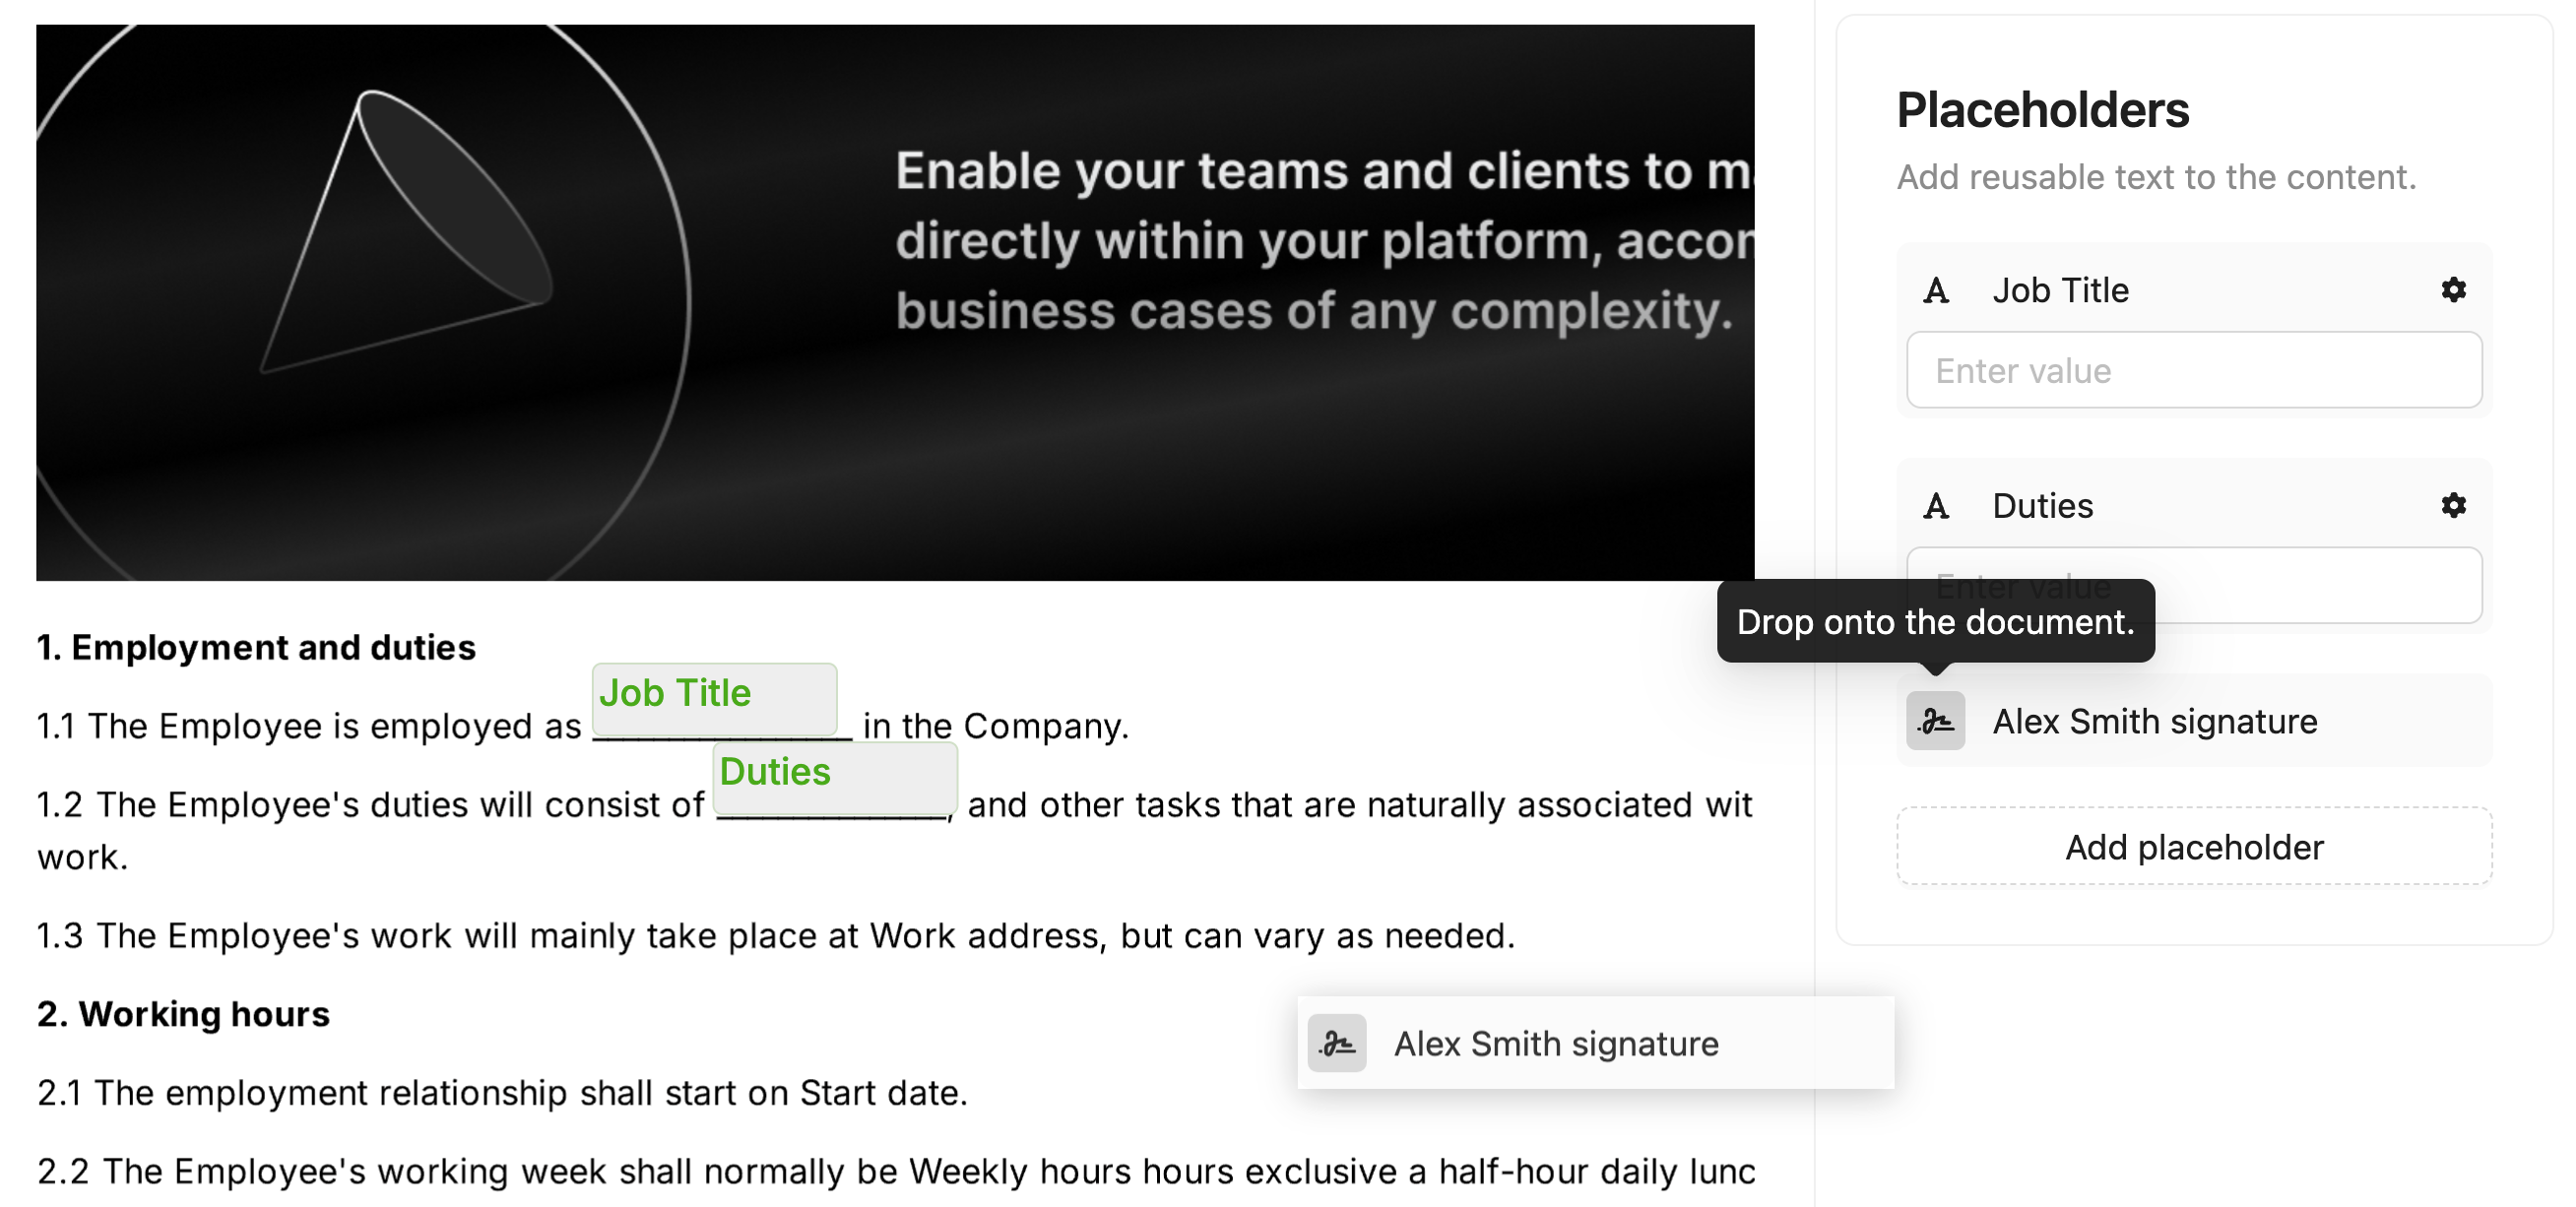 Enable your teams and clients to
directly within your platform,
business cases of any complexity.
1. Employment and duties
Job Title
1.1 The Employee is employed as ______________ in the Company.
Duties
1.2 The Employee's duties will consist of ____________, and other tasks that are naturally associated wit
work.
1.3 The Employee's work will mainly take place at Work address, but can vary as needed.
2. Working hours
2.1 The employment relationship shall start on Start date.
2.2 The Employee's working week shall normally be Weekly hours hours exclusive a half-hour daily lunc
Placeholders
Add reusable text to the content.
Job Title
Enter value
Duties
Enter value
Drop onto the document.
Alex Smith signature
Add placeholder
Alex Smith signature